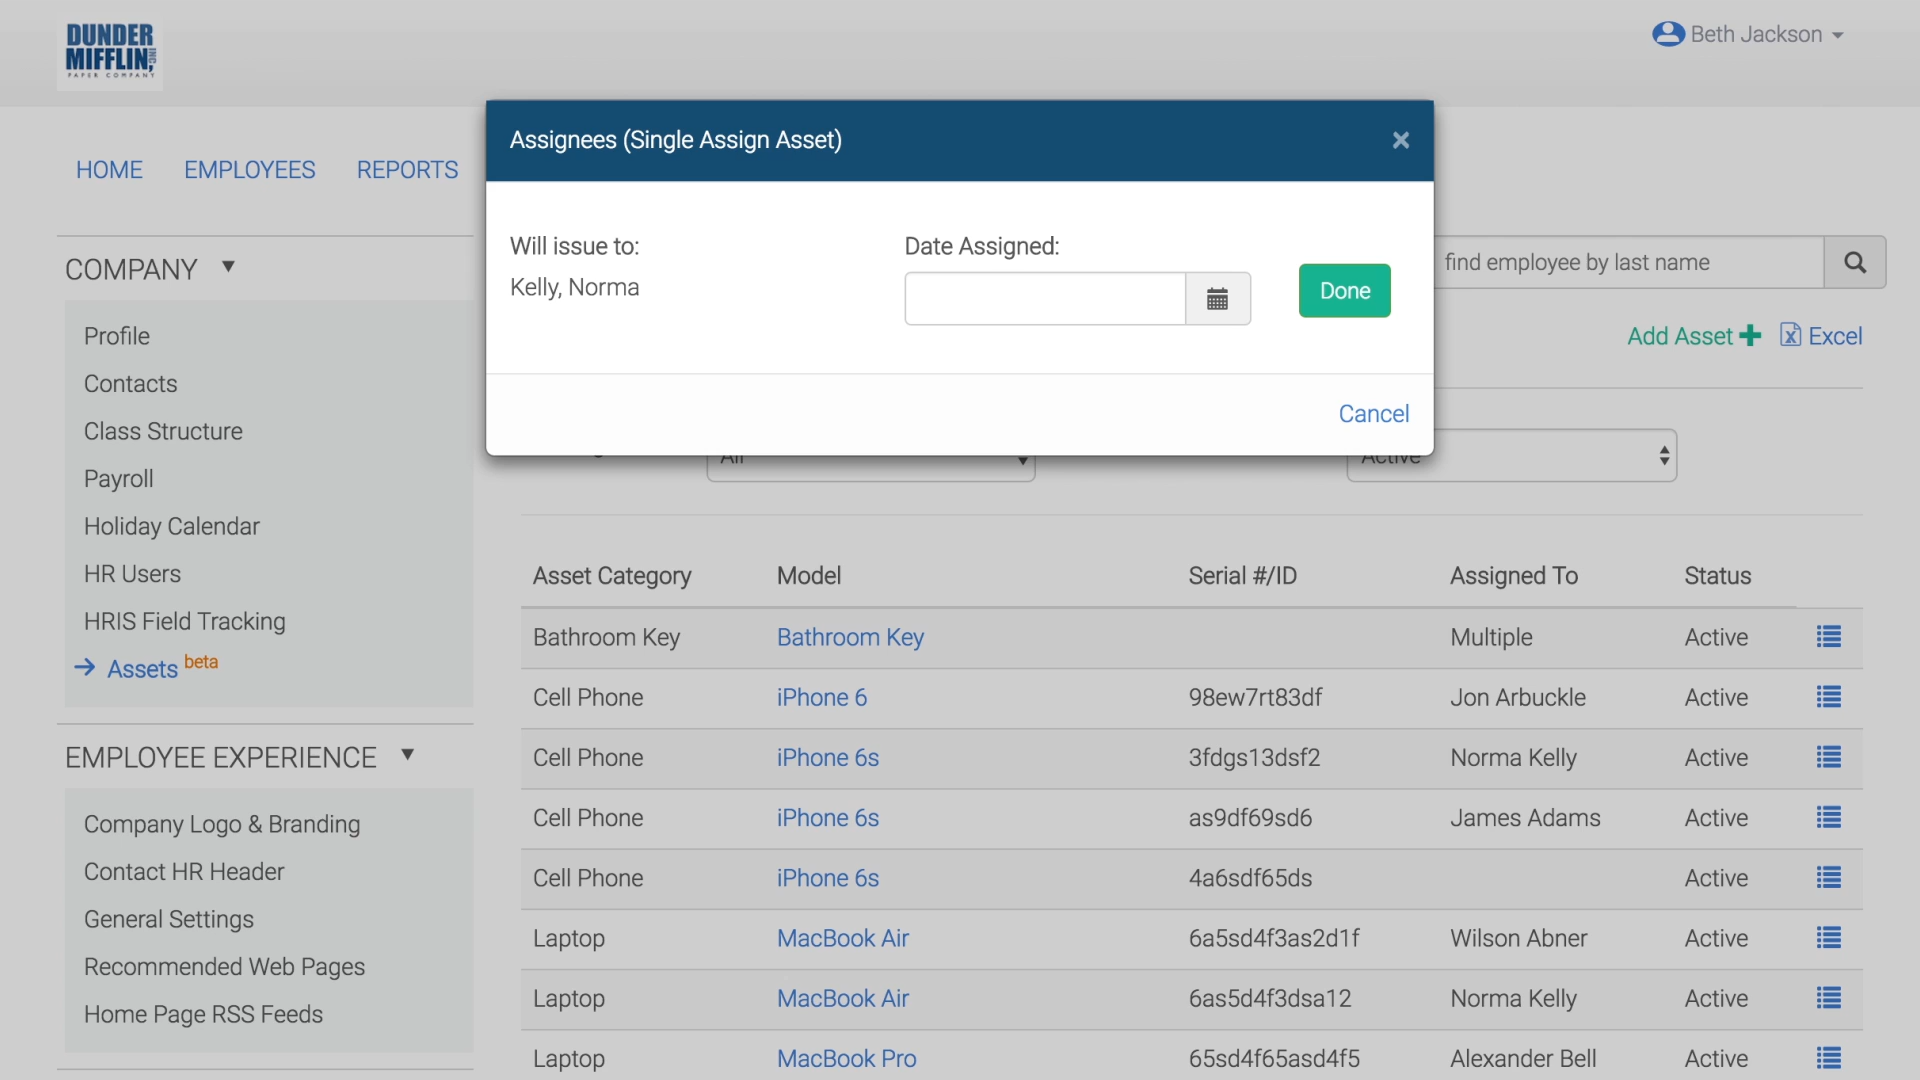 DUNDER
MIFFLIN, INC
PAPER COMPANY
Beth Jackson
HOME EMPLOYEES REPORTS
Assignees (Single Assign Asset) ×
Will issue to:
Kelly, Norma
Date Assigned:
Done
Cancel
find employee by last name
Add Asset Excel
All
Active
COMPANY
Profile
Contacts
Class Structure
Payroll
Holiday Calendar
HR Users
HRIS Field Tracking
Assets beta
EMPLOYEE EXPERIENCE
Company Logo & Branding
Contact HR Header
General Settings
Recommended Web Pages
Home Page RSS Feeds
Asset Category Model Serial #/ID Assigned To Status
Bathroom Key Bathroom Key Multiple Active
Cell Phone iPhone 6 98ew7rt83df Jon Arbuckle Active
Cell Phone iPhone 6s 3fdgs13dsf2 Norma Kelly Active
Cell Phone iPhone 6s as9df69sd6 James Adams Active
Cell Phone iPhone 6s 4a6sdf65ds Active
Laptop MacBook Air 6a5sd4f3as2d1f Wilson Abner Active
Laptop MacBook Air 6as5d4f3dsa12 Norma Kelly Active
Laptop MacBook Pro 65sd4f65asd4f5 Alexander Bell Active